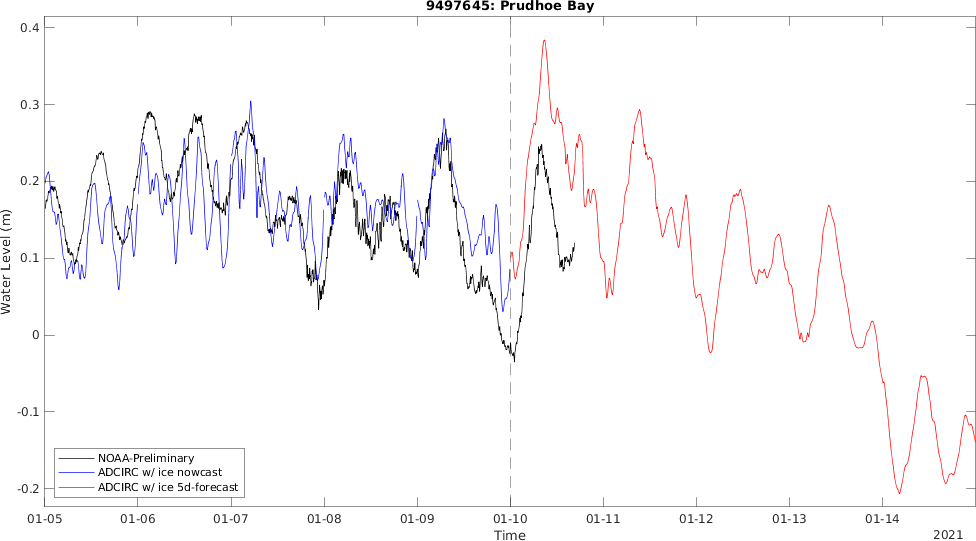 9497645: Prudhoe Bay
Water Level (m)
0.4
0.3
0.2
0.1
0
-0.1
-0.2
NOAA-Preliminary
ADCIRC w/ ice nowcast
ADCIRC w/ ice 5d-forecast
01-05 01-06 01-07 01-08 01-09 01-10 01-11 01-12 01-13 01-14
Time
2021